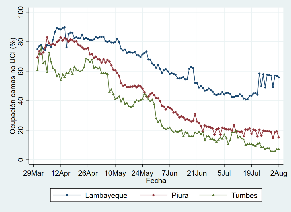 Ocupación camas no UCI (%)
100
80
60
40
20
0
29Mar 12Apr 26Apr 10May 24May 7Jun 21Jun 5Jul 19Jul 2Aug
Fecha
Lambayeque Piura Tumbes